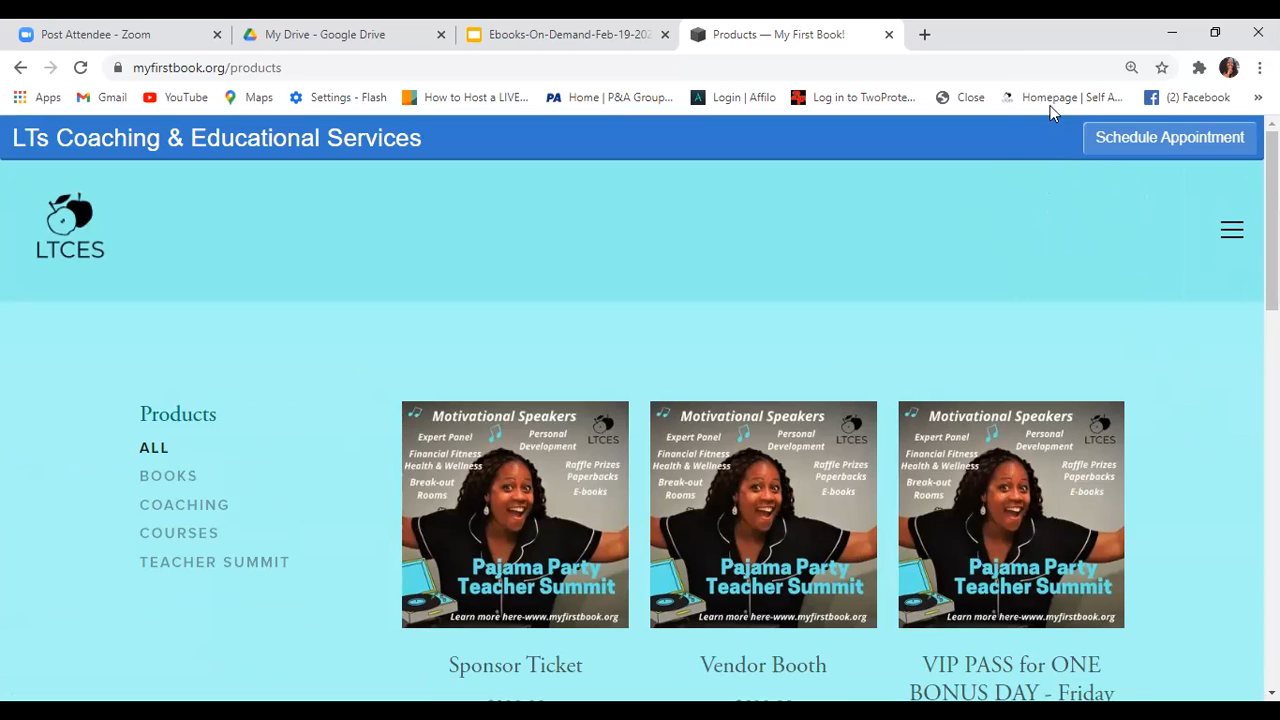 Post Attendee - Zoom
My Drive - Google Drive
Ebooks-On-Demand-Feb-19-202
Products — My First Book!
myfirstbook.org/products
Apps
Gmail
YouTube
Maps
Settings - Flash
How to Host a LIVE...
PA Home | P&A Group...
Login | Affilo
Log in to TwoProte...
Close
Homepage | Self A...
(2) Facebook
LTs Coaching & Educational Services
Schedule Appointment
LTCES
Products
ALL
BOOKS
COACHING
COURSES
TEACHER SUMMIT
Motivational Speakers
Expert Panel
Personal
Development
LTCES
Financial Fitness
Health & Wellness
Raffle Prizes
Paperbacks
Break-out
Rooms
E-books
Pajama Party
Teacher Summit
Learn more here-www.myfirstbook.org
Sponsor Ticket
Motivational Speakers
Expert Panel
Personal
Development
LTCES
Financial Fitness
Health & Wellness
Raffle Prizes
Paperbacks
Break-out
Rooms
E-books
Pajama Party
Teacher Summit
Learn more here-www.myfirstbook.org
Vendor Booth
Motivational Speakers
Expert Panel
Personal
Development
LTCES
Financial Fitness
Health & Wellness
Raffle Prizes
Paperbacks
Break-out
Rooms
E-books
Pajama Party
Teacher Summit
Learn more here-www.myfirstbook.org
VIP PASS for ONE
BONUS DAY - Friday